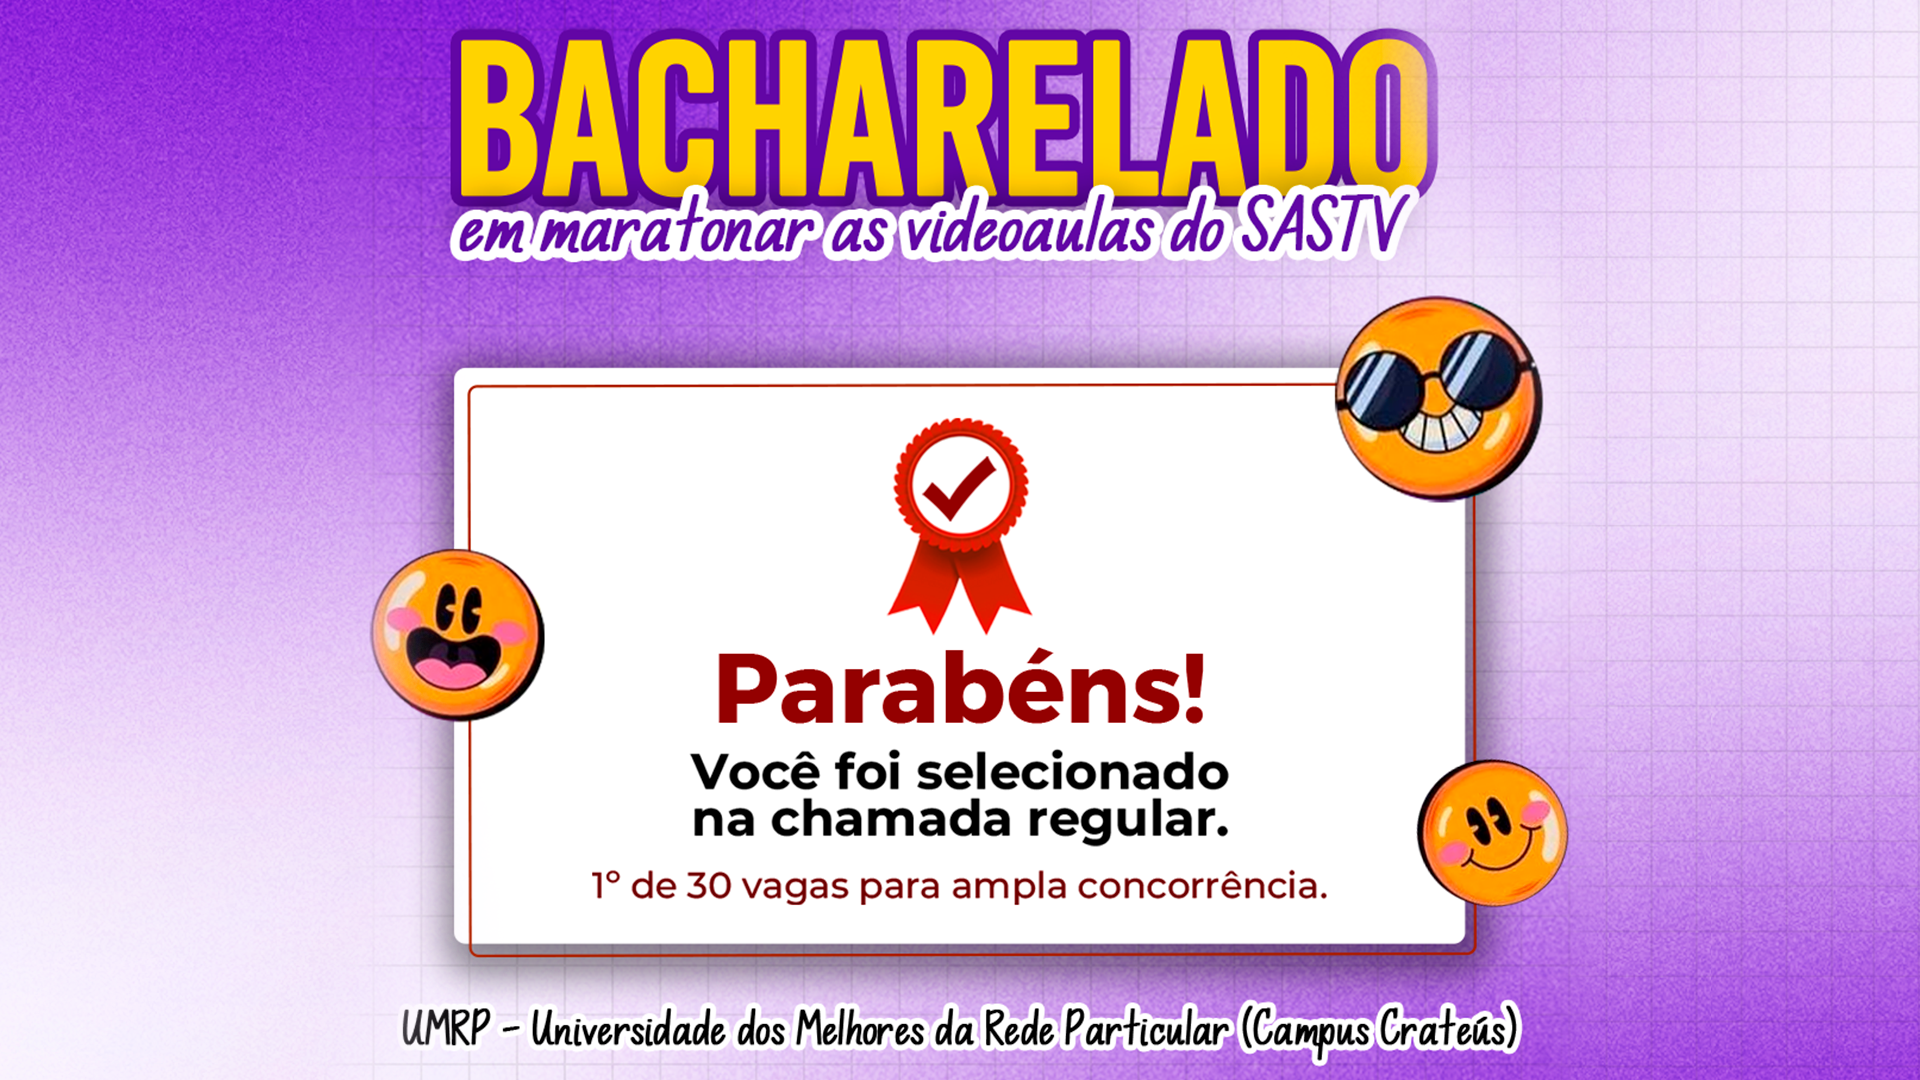 BACHARELADO
em maratonar as videoaulas do SASTV
Parabéns!
Você foi selecionado
na chamada regular.
1º de 30 vagas para ampla concorrência.
UMRP - Universidade dos Melhores da Rede Particular (Campus Crateús)